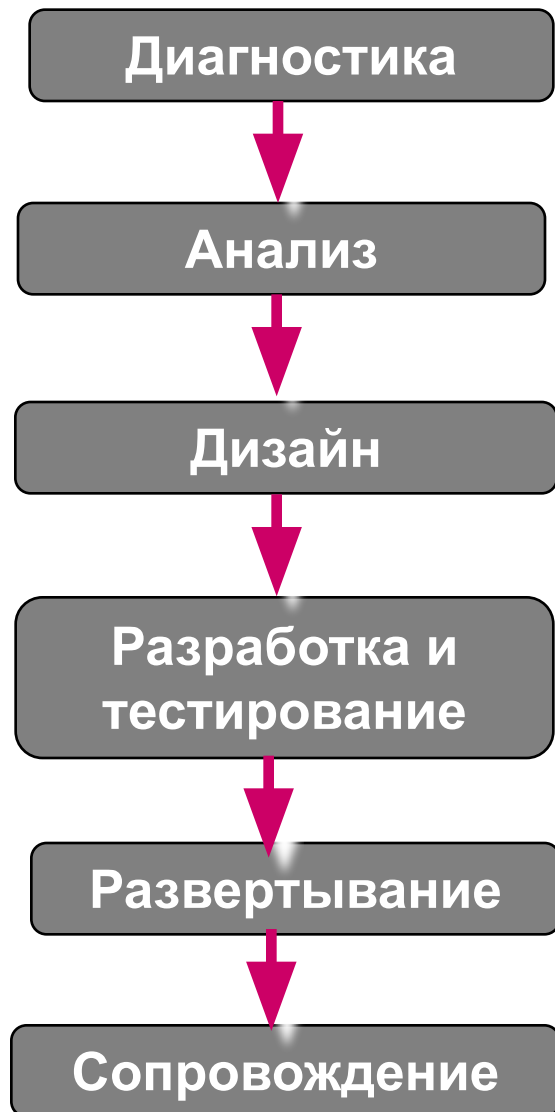 Диагностика
Анализ
Дизайн
Разработка и
тестирование
Развертывание
Сопровождение